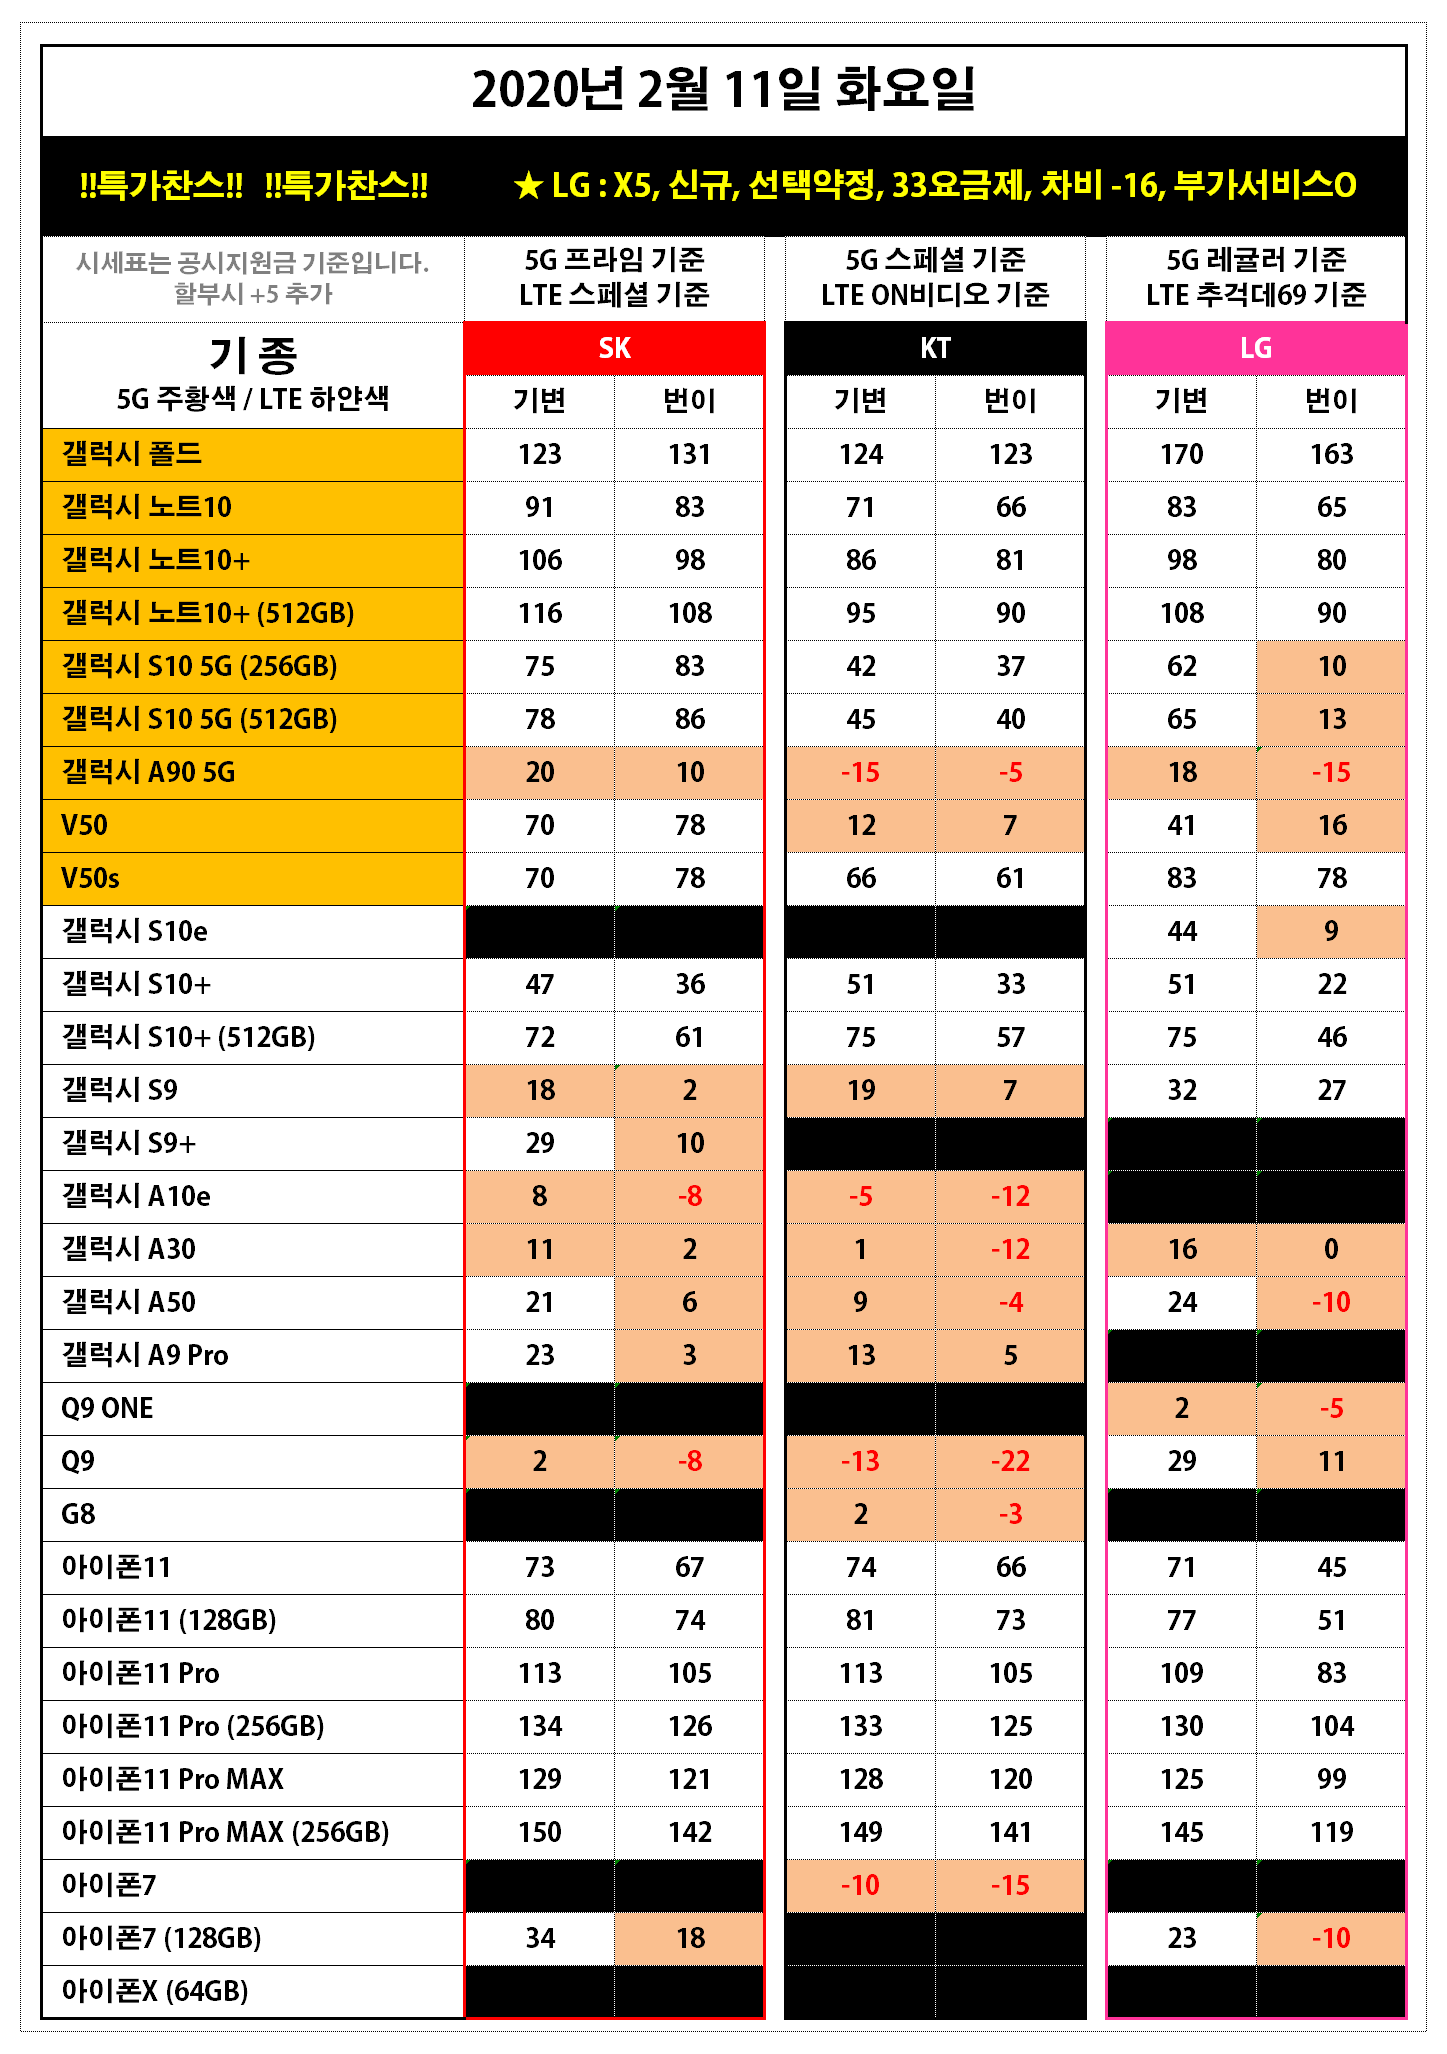 2020년 2월 11일 화요일
!!특가찬스!! !!특가찬스!! ★ LG : X5, 신규, 선택약정, 33요금제, 차비 -16, 부가서비스O
시세표는 공시지원금 기준입니다.
할부시 +5 추가
5G 프라임 기준
LTE 스페셜 기준
5G 스페셜 기준
LTE ON비디오 기준
5G 레귤러 기준
LTE 추걱데69 기준
기 종
5G 주황색 / LTE 하얀색
SK KT LG
기변 번이 기변 번이 기변 번이
갤럭시 폴드 123 131 124 123 170 163
갤럭시 노트10 91 83 71 66 83 65
갤럭시 노트10+ 106 98 86 81 98 80
갤럭시 노트10+ (512GB) 116 108 95 90 108 90
갤럭시 S10 5G (256GB) 75 83 42 37 62 10
갤럭시 S10 5G (512GB) 78 86 45 40 65 13
갤럭시 A90 5G 20 10 -15 -5 18 -15
V50 70 78 12 7 41 16
V50s 70 78 66 61 83 78
갤럭시 S10e 44 9
갤럭시 S10+ 47 36 51 33 51 22
갤럭시 S10+ (512GB) 72 61 75 57 75 46
갤럭시 S9 18 2 19 7 32 27
갤럭시 S9+ 29 10
갤럭시 A10e 8 -8 -5 -12
갤럭시 A30 11 2 1 -12 16 0
갤럭시 A50 21 6 9 -4 24 -10
갤럭시 A9 Pro 23 3 13 5
Q9 ONE 2 -5
Q9 2 -8 -13 -22 29 11
G8 2 -3
아이폰11 73 67 74 66 71 45
아이폰11 (128GB) 80 74 81 73 77 51
아이폰11 Pro 113 105 113 105 109 83
아이폰11 Pro (256GB) 134 126 133 125 130 104
아이폰11 Pro MAX 129 121 128 120 125 99
아이폰11 Pro MAX (256GB) 150 142 149 141 145 119
아이폰7 -10 -15
아이폰7 (128GB) 34 18 23 -10
아이폰X (64GB)